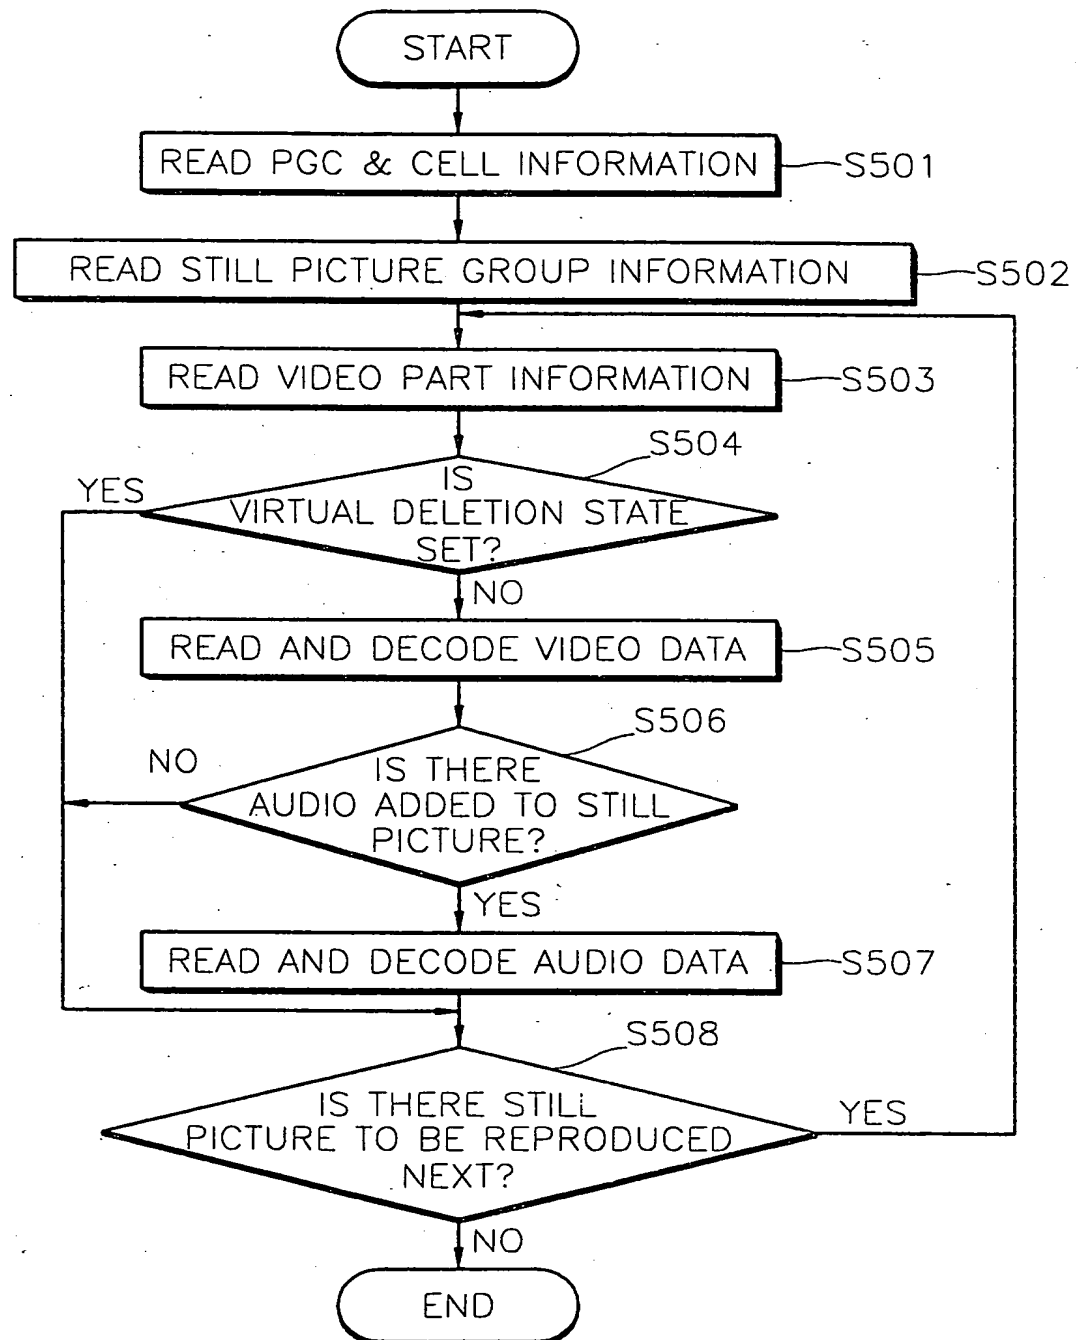 START
READ PGC & CELL INFORMATION
S501
READ STILL PICTURE GROUP INFORMATION
S502
READ VIDEO PART INFORMATION
S503
S504
YES
IS
VIRTUAL DELETION STATE
SET?
NO
READ AND DECODE VIDEO DATA
S505
S506
NO
IS THERE
AUDIO ADDED TO STILL
PICTURE?
YES
READ AND DECODE AUDIO DATA
S507
S508
IS THERE STILL
PICTURE TO BE REPRODUCED
NEXT?
YES
NO
END